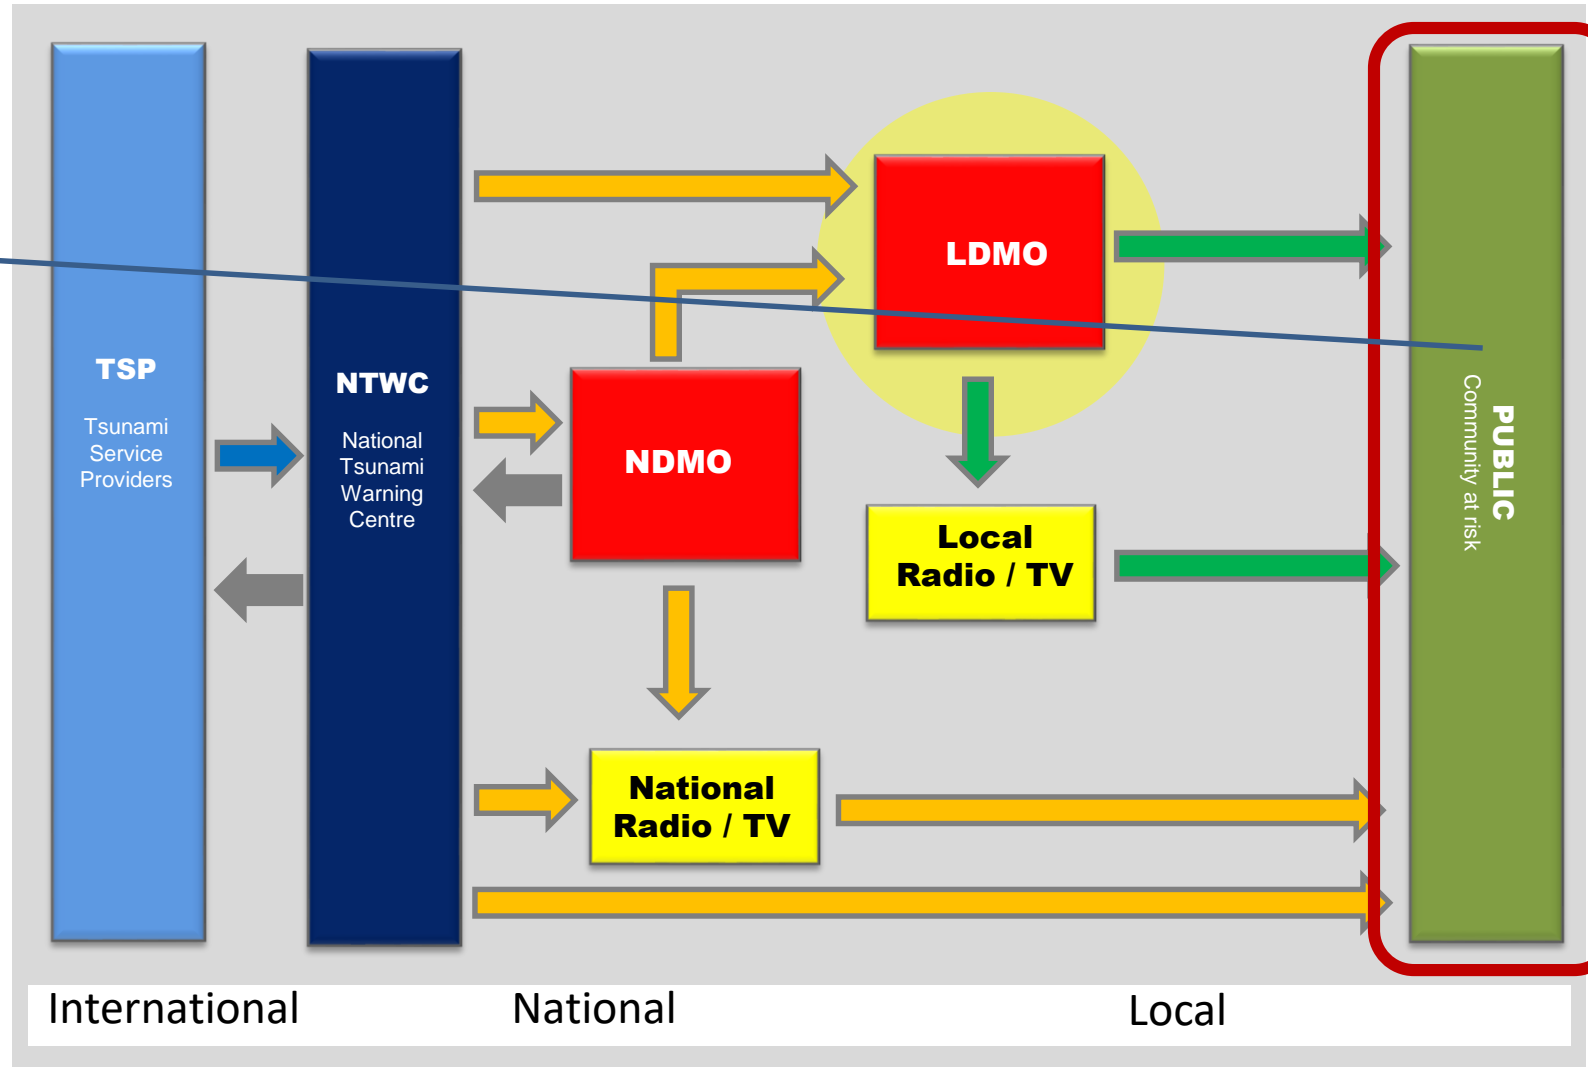 TSP
Tsunami
Service
Providers
NTWC
National
Tsunami
Warning
Centre
LDMO
NDMO
Local
Radio / TV
National
Radio / TV
PUBLIC
Community at risk
International
National
Local